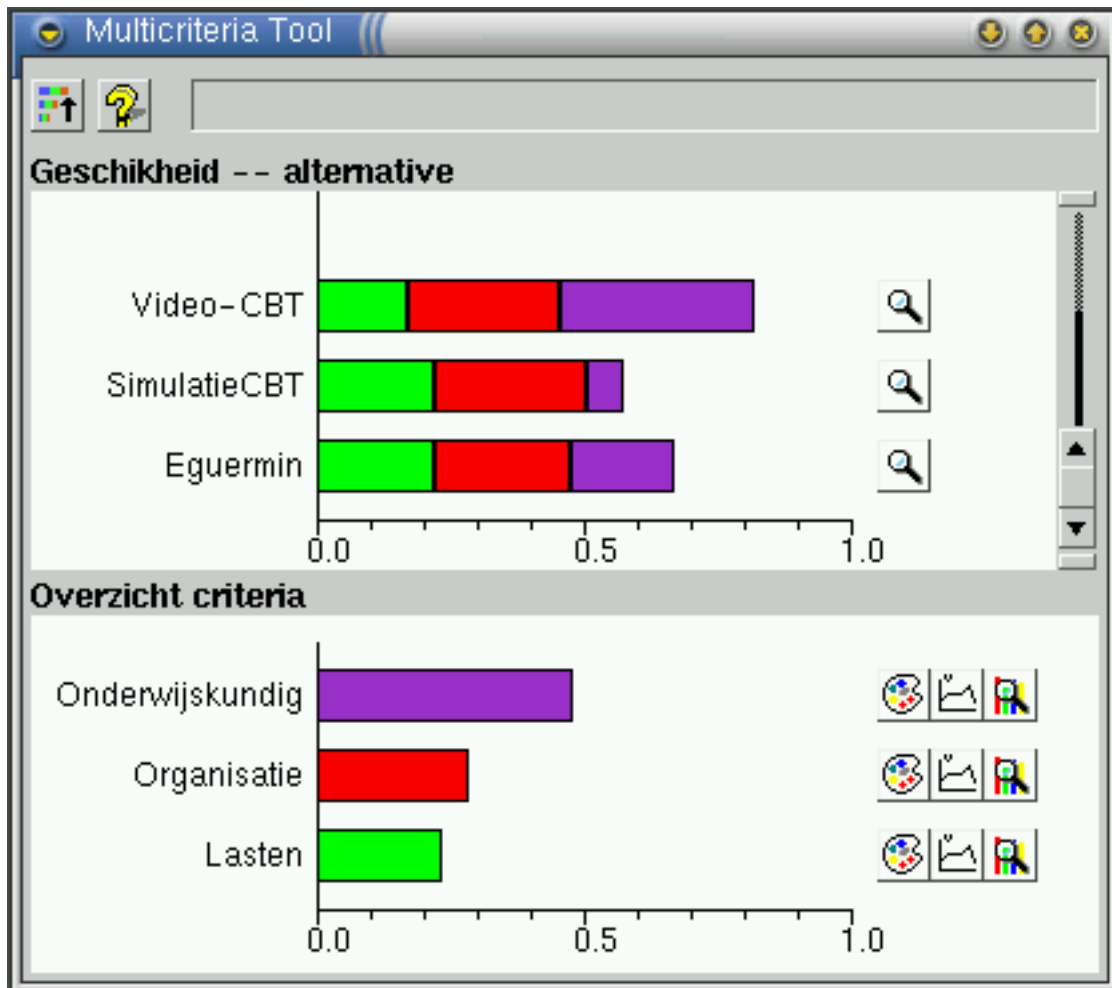 Multicriteria Tool
Geschikheid -- alternative
Video-CBT
SimulatieCBT
Eguermin
0.0 0.5 1.0
Overzicht criteria
Onderwijskundig
Organisatie
Lasten
0.0 0.5 1.0